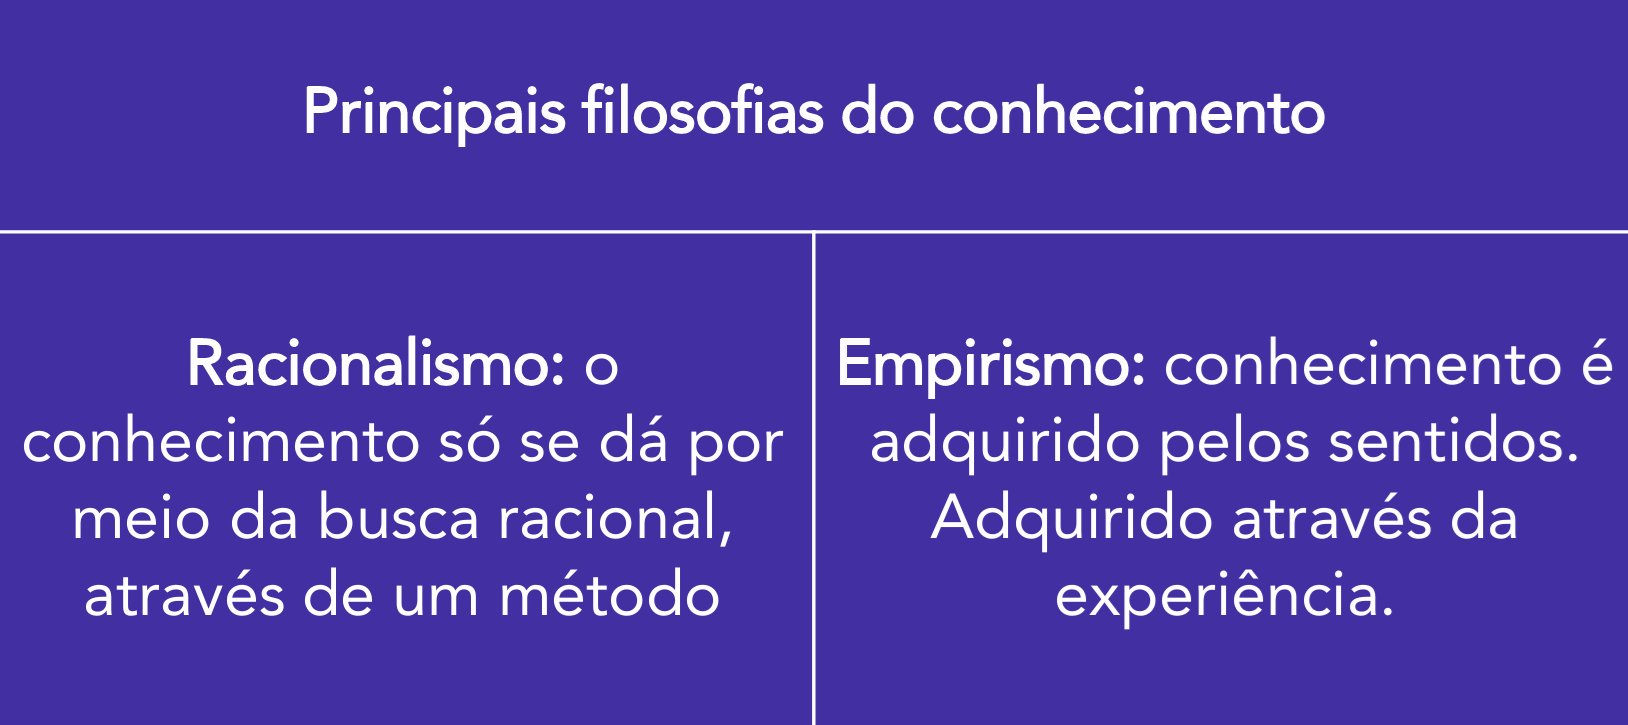 Principais filosofias do conhecimento
Racionalismo: o
conhecimento só se dá por
meio da busca racional,
através de um método
Empirismo: conhecimento é
adquirido pelos sentidos.
Adquirido através da
experiência.